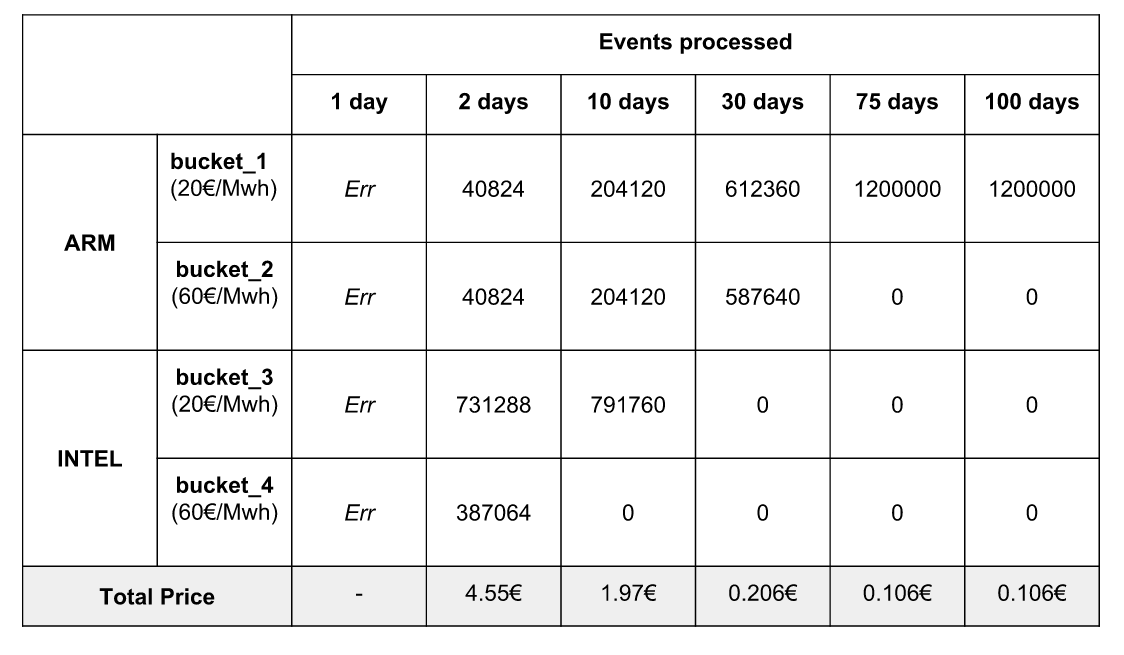 Events processed
1 day 2 days 10 days 30 days 75 days 100 days
ARM
bucket_1
(20€/Mwh) Err 40824 204120 612360 1200000 1200000
bucket_2
(60€/Mwh) Err 40824 204120 587640 0 0
INTEL
bucket_3
(20€/Mwh) Err 731288 791760 0 0 0
bucket_4
(60€/Mwh) Err 387064 0 0 0 0
Total Price - 4.55€ 1.97€ 0.206€ 0.106€ 0.106€